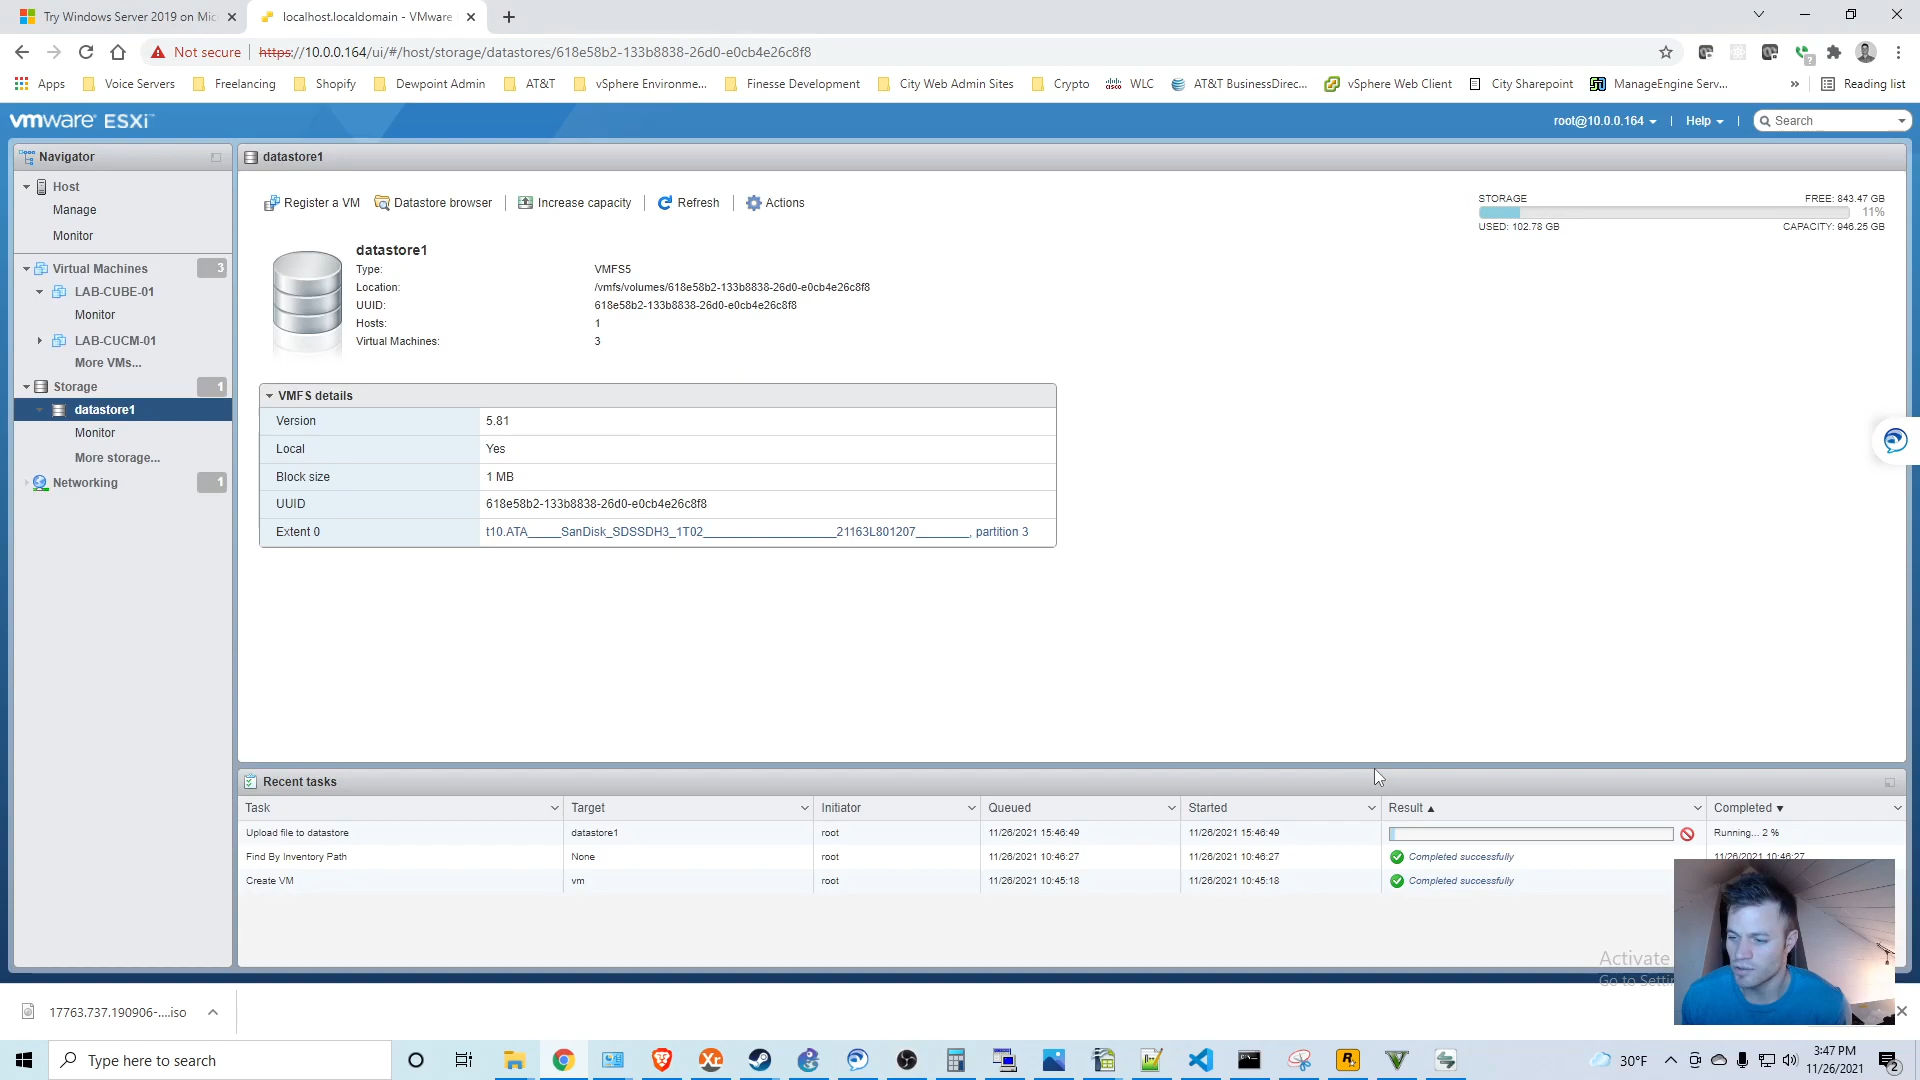 Try Windows Server 2019 on Mic
localhost.localdomain - VMware
Not secure
https://10.0.0.164/ui/#/host/storage/datastores/618e58b2-133b8838-26d0-e0cb4e26c8f8
Apps
Voice Servers
Freelancing
Shopify
Dewpoint Admin
AT&T
vSphere Environme...
Finesse Development
City Web Admin Sites
Crypto
WLC
AT&T BusinessDirec...
vSphere Web Client
City Sharepoint
ManageEngine Serv...
»
Reading list
vmware® ESXi™
root@10.0.0.164
|
Help
|
Search
Navigator
Host
Manage
Monitor
Virtual Machines
3
LAB-CUBE-01
Monitor
LAB-CUCM-01
More VMs...
Storage
1
datastore1
Monitor
More storage...
Networking
1
datastore1
Register a VM
Datastore browser
Increase capacity
Refresh
Actions
STORAGE
FREE: 843.47 GB
11%
USED: 102.78 GB
CAPACITY: 946.25 GB
datastore1
Type:
VMFS5
Location:
/vmfs/volumes/618e58b2-133b8838-26d0-e0cb4e26c8f8
UUID:
618e58b2-133b8838-26d0-e0cb4e26c8f8
Hosts:
1
Virtual Machines:
3
VMFS details
Version
5.81
Local
Yes
Block size
1 MB
UUID
618e58b2-133b8838-26d0-e0cb4e26c8f8
Extent 0
t10.ATA_____SanDisk_SDSSDH3_1T02____________________21163L801207________, partition 3
Recent tasks
Task
Target
Initiator
Queued
Started
Result ▲
Completed ▼
Upload file to datastore
datastore1
root
11/26/2021 15:46:49
11/26/2021 15:46:49
Running... 2 %
Find By Inventory Path
None
root
11/26/2021 10:46:27
11/26/2021 10:46:27
Completed successfully
11/26/2021 10:46:27
Create VM
vm
root
11/26/2021 10:45:18
11/26/2021 10:45:18
Completed successfully
Activate
Go to Setti
17763.737.190906-....iso
Type here to search
30°F
3:47 PM
11/26/2021
2